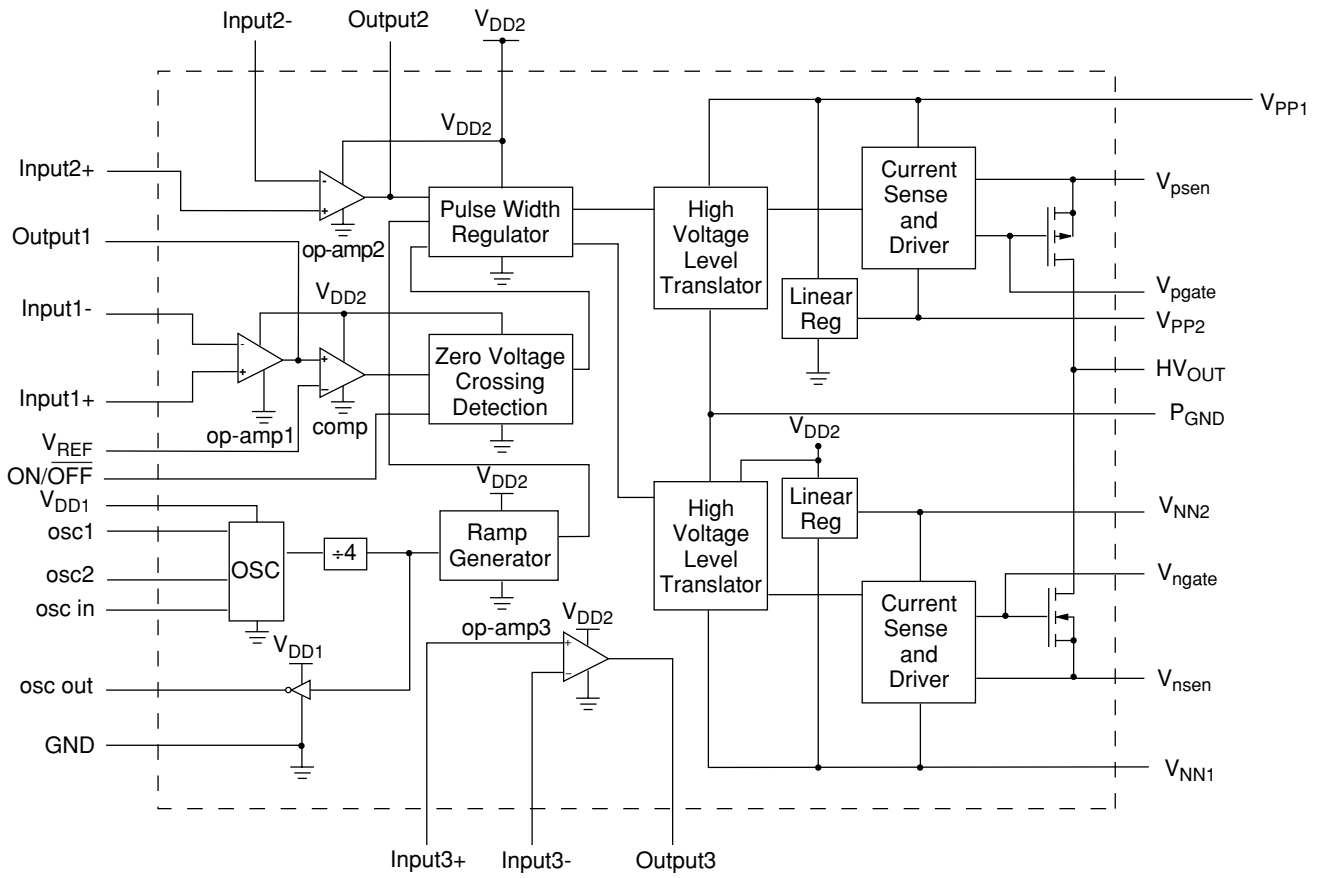 Input2-
Output2
VDD2
VPP1
VDD2
Input2+
-
+
op-amp2
Pulse Width
Regulator
High
Voltage
Level
Translator
Current
Sense
and
Driver
Vpsen
Output1
Linear
Reg
Vpgate
VPP2
Input1-
VDD2
-
+
op-amp1
+
−
comp
Zero Voltage
Crossing
Detection
HVOUT
Input1+
PGND
VREF
ON/OFF
VDD1
VDD2
VDD2
osc1
osc2
osc in
OSC
÷4
Ramp
Generator
High
Voltage
Level
Translator
Linear
Reg
VNN2
Vngate
Current
Sense
and
Driver
Vnsen
op-amp3
VDD2
+
−
VDD1
osc out
GND
VNN1
Input3+
Input3-
Output3